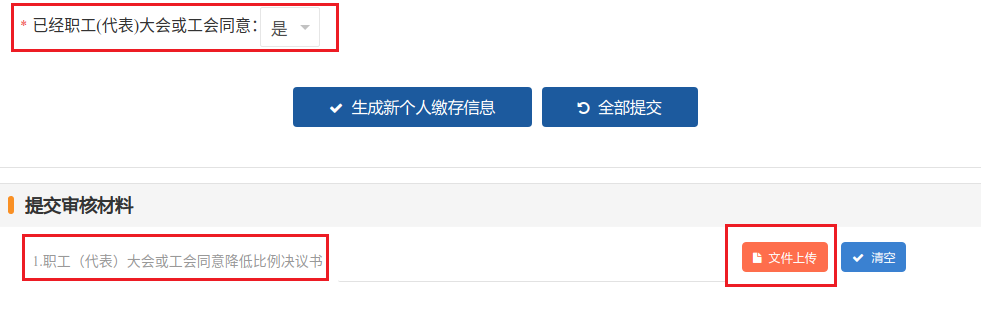 * 已经职工(代表)大会或工会同意: 是
生成新个人缴存信息 全部提交
提交审核材料
1.职工（代表）大会或工会同意降低比例决议书 文件上传 清空